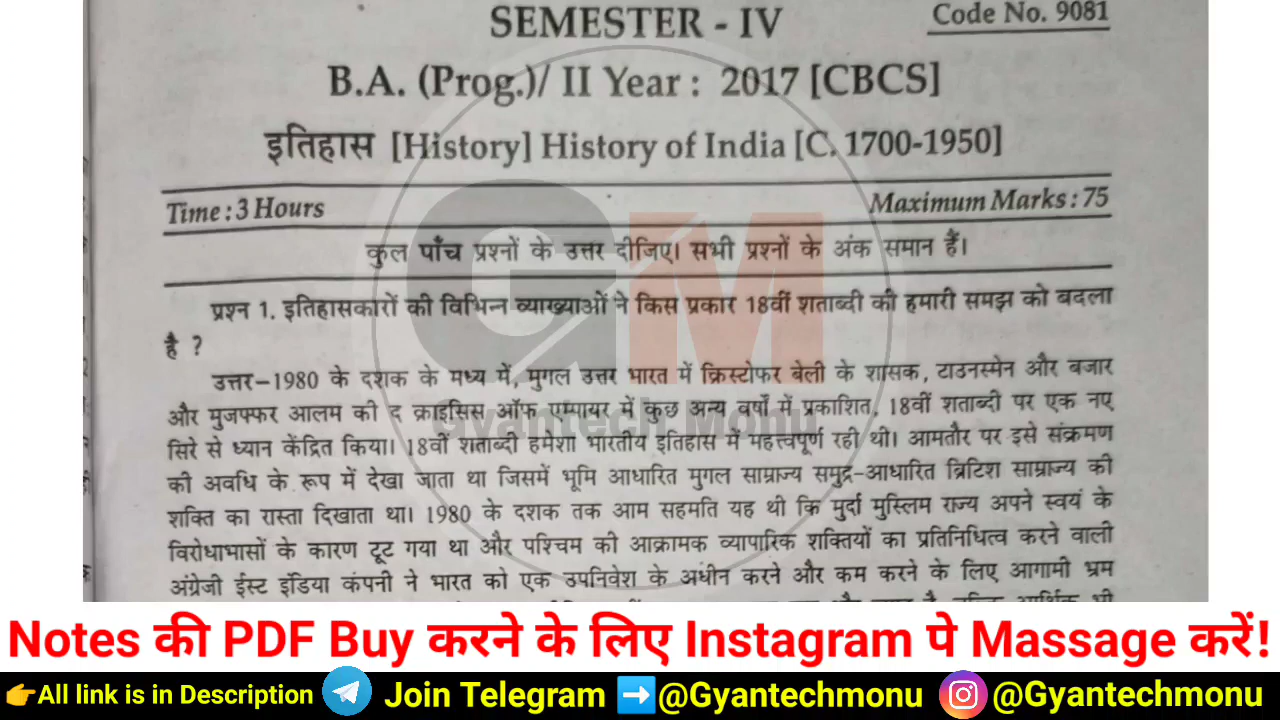 SEMESTER - IV
Code No. 9081
B.A. (Prog.)/ II Year : 2017 [CBCS]
इतिहास [History] History of India [C. 1700-1950]
Time : 3 Hours
Maximum Marks : 75
कुल पाँच प्रश्नों के उत्तर दीजिए। सभी प्रश्नों के अंक समान हैं।
प्रश्न 1. इतिहासकारों की विभिन्न व्याख्याओं ने किस प्रकार 18वीं शताब्दी की हमारी समझ को बदला
है ?
उत्तर–1980 के दशक के मध्य में, मुगल उत्तर भारत में क्रिस्टोफर बेली के शासक, टाउनस्मेन और बजार
और मुजफ्फर आलम की द क्राइसिस ऑफ एम्पायर में कुछ अन्य वर्षों में प्रकाशित, 18वीं शताब्दी पर एक नए
सिरे से ध्यान केंद्रित किया। 18वीं शताब्दी हमेशा भारतीय इतिहास में महत्त्वपूर्ण रही थी। आमतौर पर इसे संक्रमण
की अवधि के रूप में देखा जाता था जिसमें भूमि आधारित मुगल साम्राज्य समुद्र-आधारित ब्रिटिश साम्राज्य की
शक्ति का रास्ता दिखाता था। 1980 के दशक तक आम सहमति यह थी कि मुर्दा मुस्लिम राज्य अपने स्वयं के
विरोधाभासों के कारण टूट गया था और पश्चिम की आक्रामक व्यापारिक शक्तियों का प्रतिनिधित्व करने वाली
अंग्रेजी ईस्ट इंडिया कंपनी ने भारत को एक उपनिवेश के अधीन करने और कम करने के लिए आगामी भ्रम
GM
Gyantech Monu
Notes की PDF Buy करने के लिए Instagram पे Massage करें!
👉All link is in Description
Join Telegram ➡️@Gyantechmonu
@Gyantechmonu